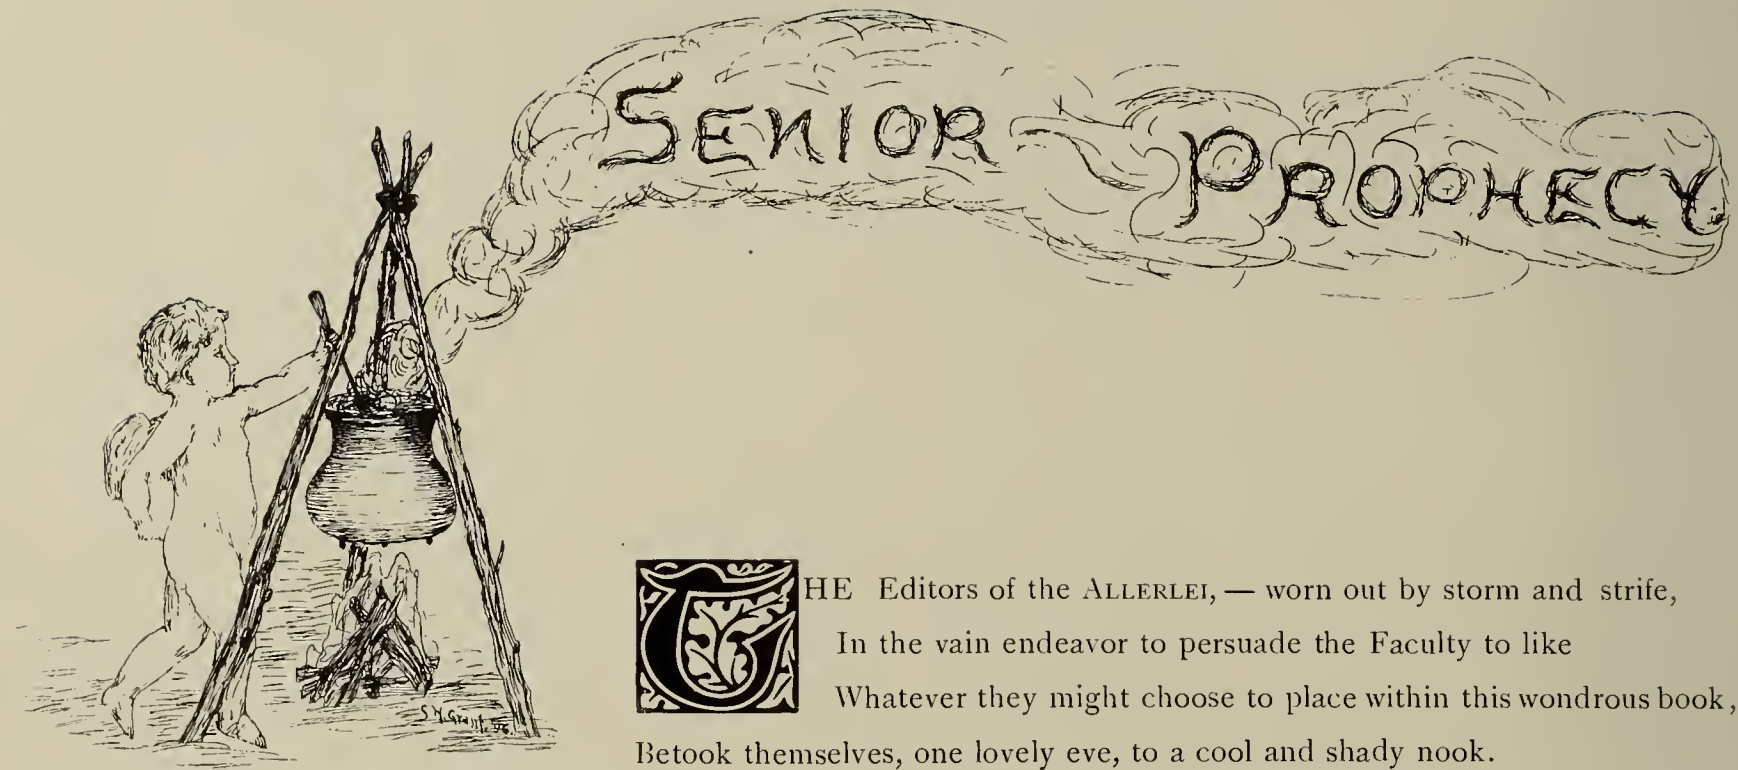 SENIOR PROPHECY
THE Editors of the ALLERLEI, — worn out by storm and strife,
In the vain endeavor to persuade the Faculty to like
Whatever they might choose to place within this wondrous book,
Betook themselves, one lovely eve, to a cool and shady nook.
Grant. 96.